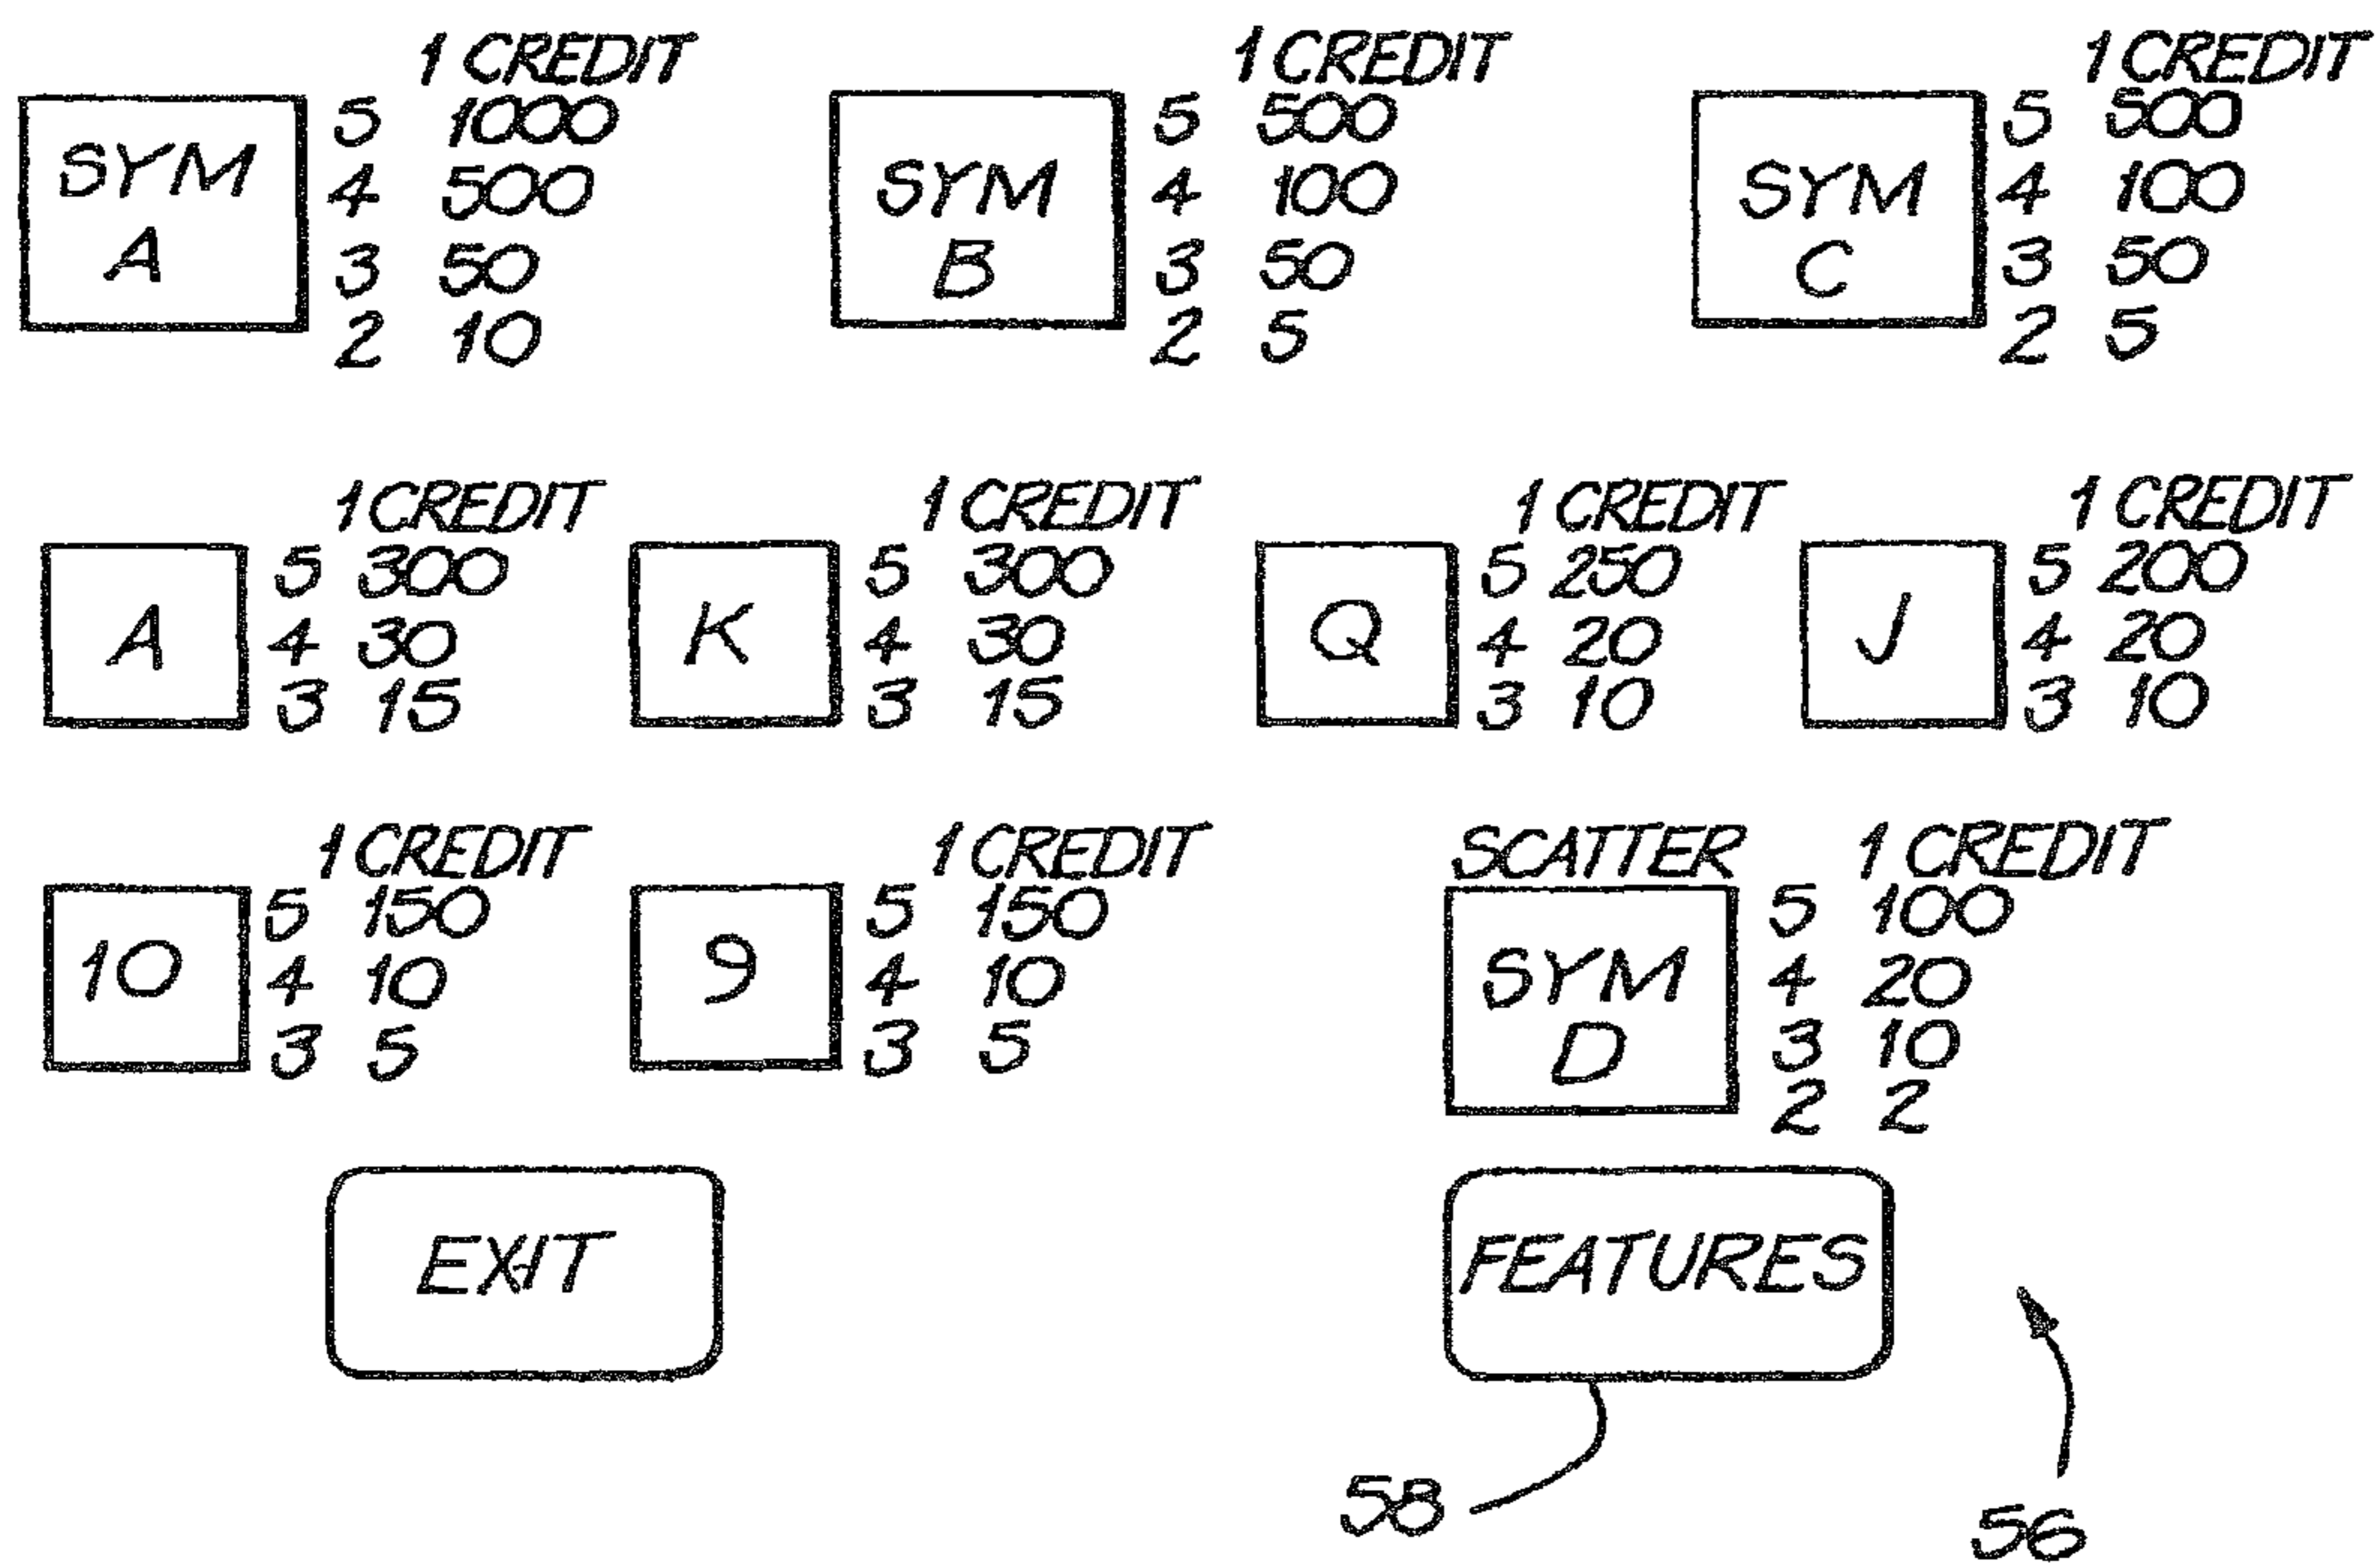 1 CREDIT 1 CREDIT 1 CREDIT
5 1000 5 500 5 500
SYM 4 500 SYM 4 100 SYM 4 100
A 3 50 B 3 50 C 3 50
2 10 2 5 2 5
1 CREDIT 1 CREDIT 1 CREDIT 1 CREDIT
5 300 5 300 5 250 5 200
A 4 30 K 4 30 Q 4 20 J 4 20
3 15 3 15 3 10 3 10
1 CREDIT 1 CREDIT SCATTER 1 CREDIT
5 150 5 150 5 100
10 4 10 9 4 10 SYM 4 20
3 5 3 5 D 3 10
2 2
EXIT FEATURES
58 56